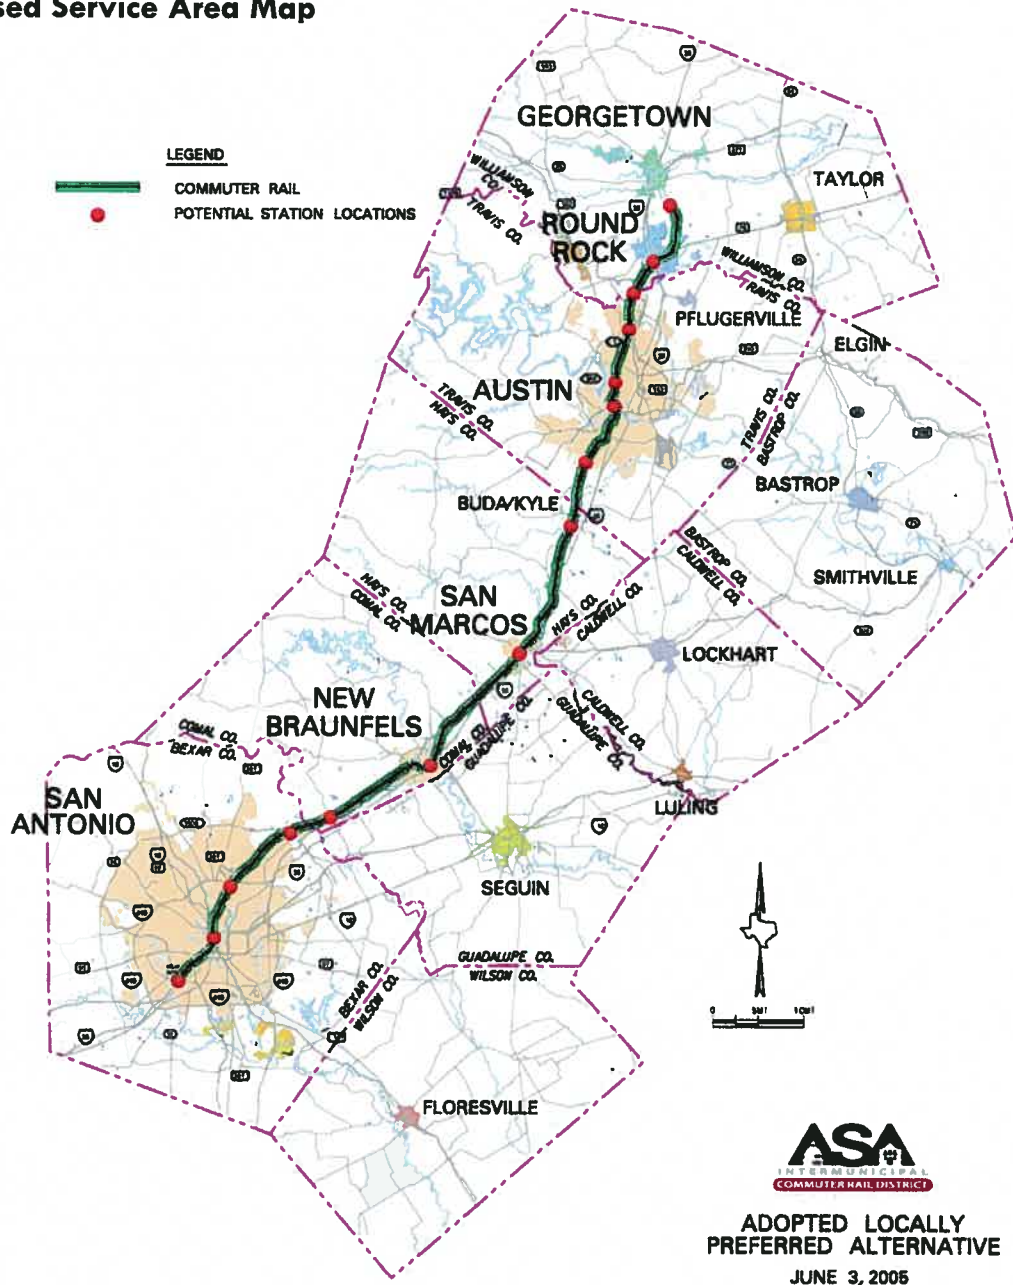 sed Service Area Map
LEGEND
COMMUTER RAIL
POTENTIAL STATION LOCATIONS
GEORGETOWN
WILLIAMSON
CO.
TRAVIS CO.
TAYLOR
ROUND
ROCK
WILLIAMSON CO.
TRAVIS CO.
PFLUGERVILLE
ELGIN
AUSTIN
TRAVIS CO.
HAYS CO.
TRAVIS CO.
BASTROP CO.
BASTROP
BUDA/KYLE
BASTROP CO.
CALDWELL CO.
SMITHVILLE
HAYS CO.
COMAL CO.
SAN
MARCOS
HAYS CO.
CALDWELL CO.
LOCKHART
NEW
BRAUNFELS
COMAL CO.
GUADALUPE CO.
CALDWELL CO.
GUADALUPE
CO.
COMAL CO.
BEXAR CO.
SAN
ANTONIO
LULING
SEGUIN
GUADALUPE CO.
WILSON CO.
BEXAR CO.
WILSON CO.
0 5MI 10MI
FLORESVILLE
ASA
INTERMUNICIPAL
COMMUTER RAIL DISTRICT
ADOPTED LOCALLY
PREFERRED ALTERNATIVE
JUNE 3, 2005